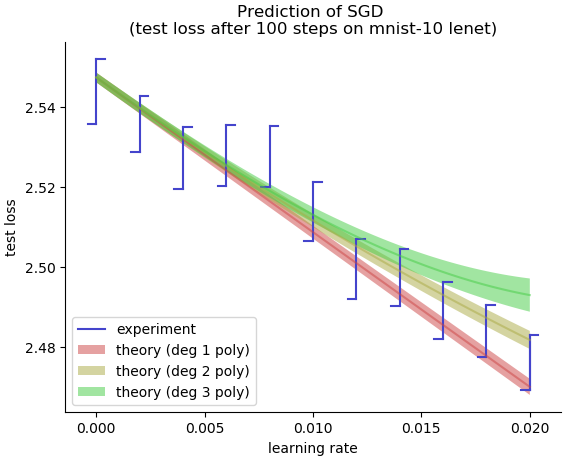 Prediction of SGD
(test loss after 100 steps on mnist-10 lenet)
test loss
2.54
2.52
2.50
2.48
experiment
theory (deg 1 poly)
theory (deg 2 poly)
theory (deg 3 poly)
0.000
0.005
0.010
0.015
0.020
learning rate